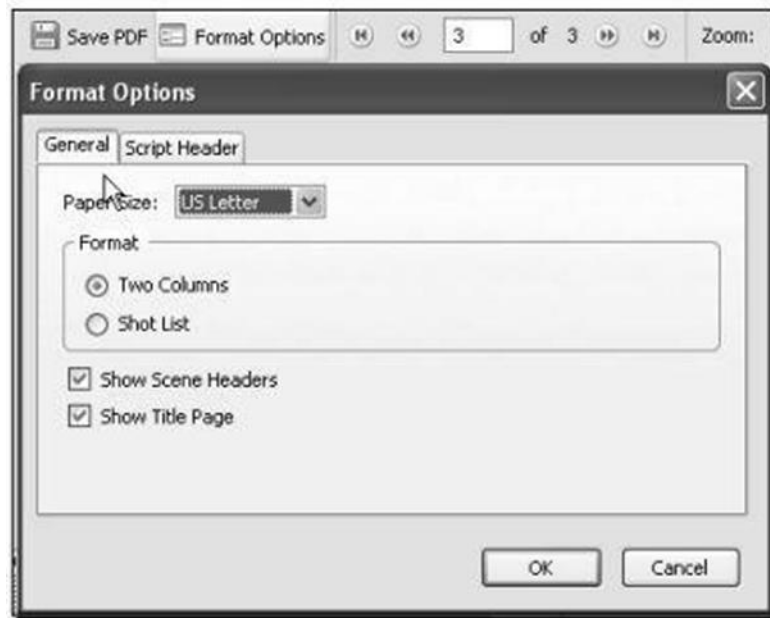 Save PDF Format Options 3 of 3 Zoom:
Format Options
General Script Header
Paper Size: US Letter
Format
Two Columns
Shot List
Show Scene Headers
Show Title Page
OK Cancel